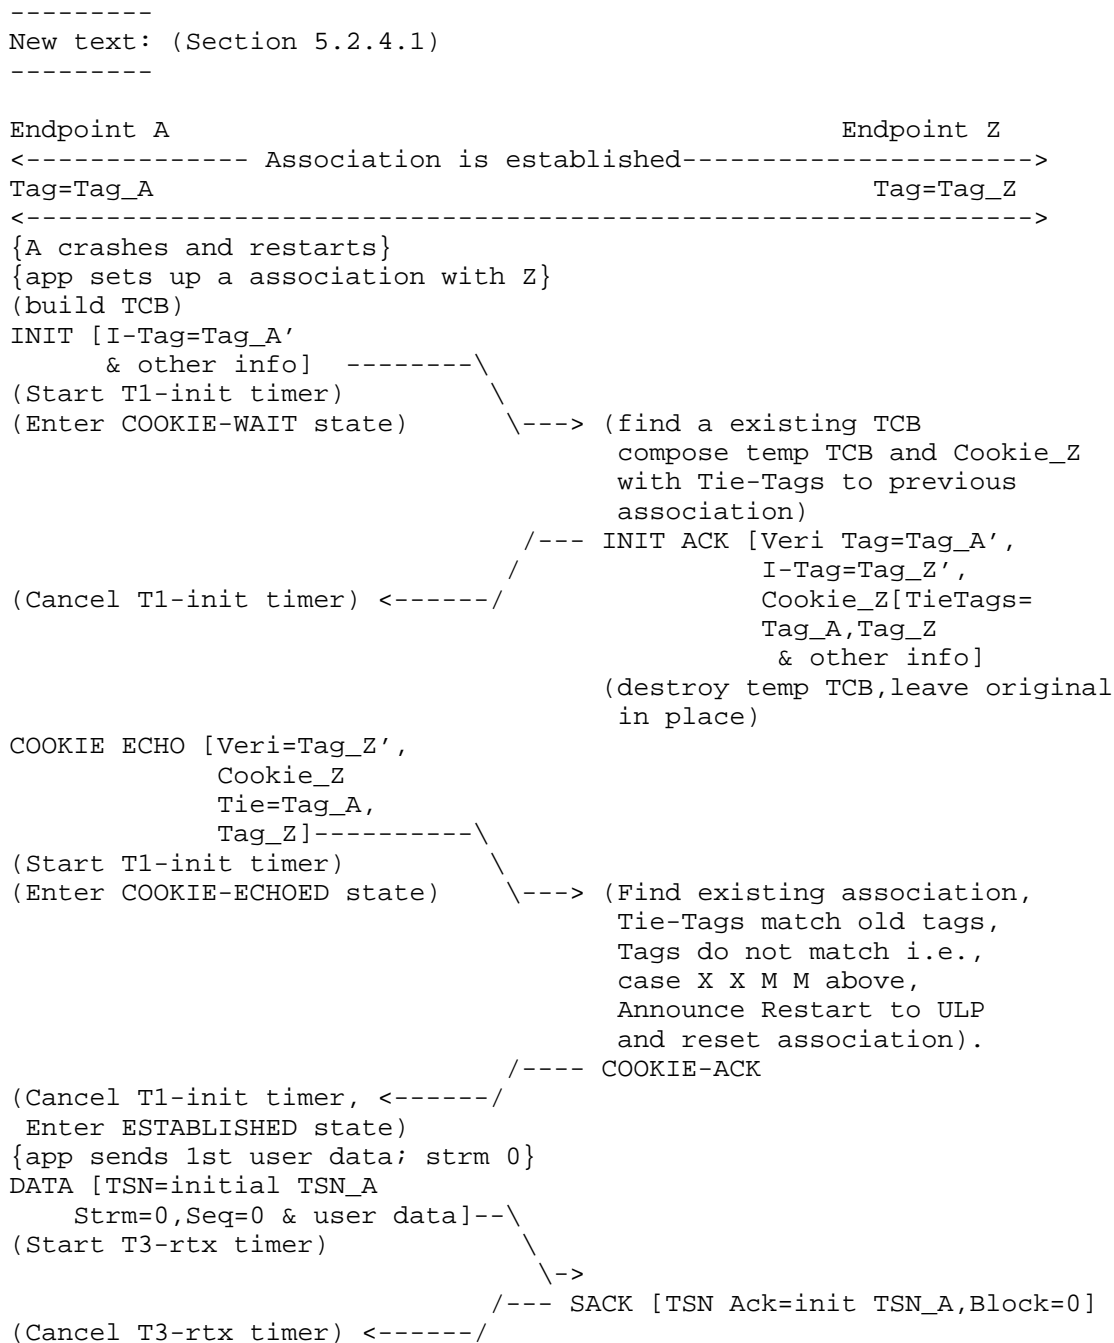 ---------
New text: (Section 5.2.4.1)
---------
Endpoint A                                          Endpoint Z
<-------------- Association is established---------------------->
Tag=Tag_A                                             Tag=Tag_Z
<--------------------------------------------------------------->
{A crashes and restarts}
{app sets up a association with Z}
(build TCB)
INIT [I-Tag=Tag_A'
      & other info]  --------\
(Start T1-init timer)         \
(Enter COOKIE-WAIT state)      \---> (find a existing TCB
                                      compose temp TCB and Cookie_Z
                                      with Tie-Tags to previous
                                      association)
                                /--- INIT ACK [Veri Tag=Tag_A',
                               /               I-Tag=Tag_Z',
(Cancel T1-init timer) <------/                Cookie_Z[TieTags=
                                               Tag_A,Tag_Z
                                                & other info]
                                     (destroy temp TCB,leave original
                                      in place)
COOKIE ECHO [Veri=Tag_Z',
             Cookie_Z
             Tie=Tag_A,
             Tag_Z]----------\
(Start T1-init timer)         \
(Enter COOKIE-ECHOED state)    \---> (Find existing association,
                                      Tie-Tags match old tags,
                                      Tags do not match i.e.,
                                      case X X M M above,
                                      Announce Restart to ULP
                                      and reset association).
                               /---- COOKIE-ACK
(Cancel T1-init timer, <------/
 Enter ESTABLISHED state)
{app sends 1st user data; strm 0}
DATA [TSN=initial TSN_A
    Strm=0,Seq=0 & user data]--\
(Start T3-rtx timer)            \
                                 \->
                              /--- SACK [TSN Ack=init TSN_A,Block=0]
(Cancel T3-rtx timer) <------/